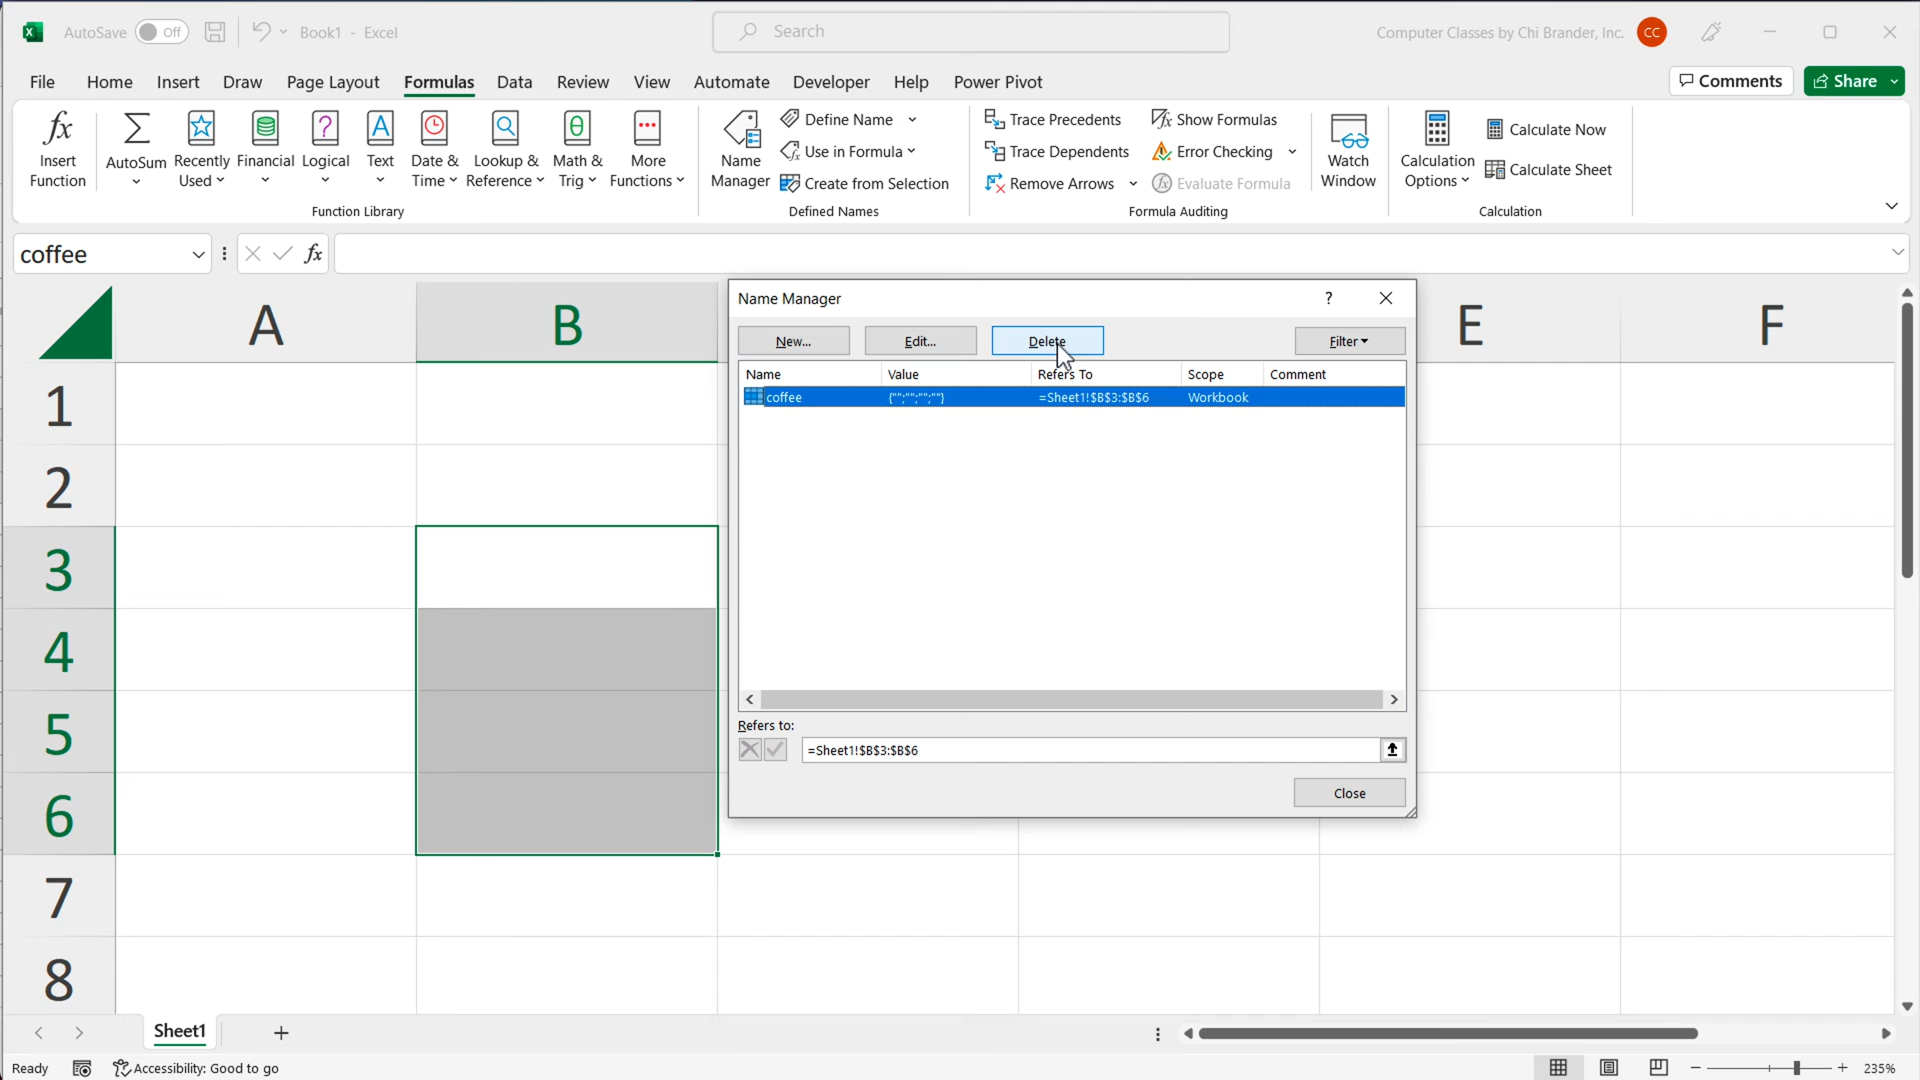 AutoSave Off Book1 - Excel Search Computer Classes by Chi Brander, Inc. CC
File Home Insert Draw Page Layout Formulas Data Review View Automate Developer Help Power Pivot Comments Share
fx Insert Function
AutoSum
Recently Used
Financial
Logical
Text
Date & Time
Lookup & Reference
Math & Trig
More Functions
Function Library
Name Manager
Define Name
Use in Formula
Create from Selection
Defined Names
Trace Precedents
Trace Dependents
Remove Arrows
Show Formulas
Error Checking
Evaluate Formula
Formula Auditing
Watch Window
Calculation Options
Calculate Now
Calculate Sheet
Calculation
coffee fx
A B E F
1
2
3
4
5
6
7
8
Name Manager ?
New... Edit... Delete Filter
Name Value Refers To Scope Comment
coffee {"";"";"";""} =Sheet1!$B$3:$B$6 Workbook
Refers to:
=Sheet1!$B$3:$B$6
Close
Sheet1
Ready Accessibility: Good to go 235%